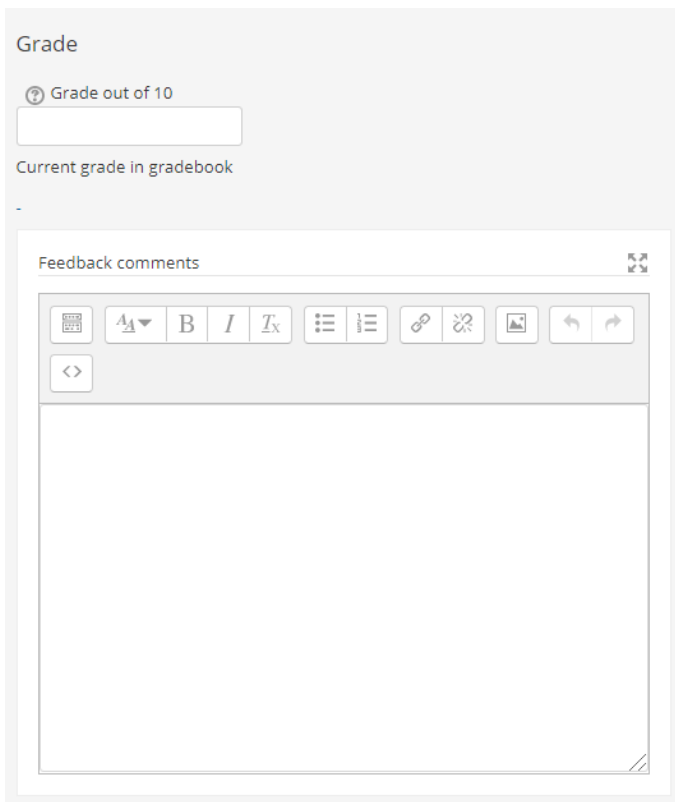 Grade
Grade out of 10
Current grade in gradebook
-
Feedback comments